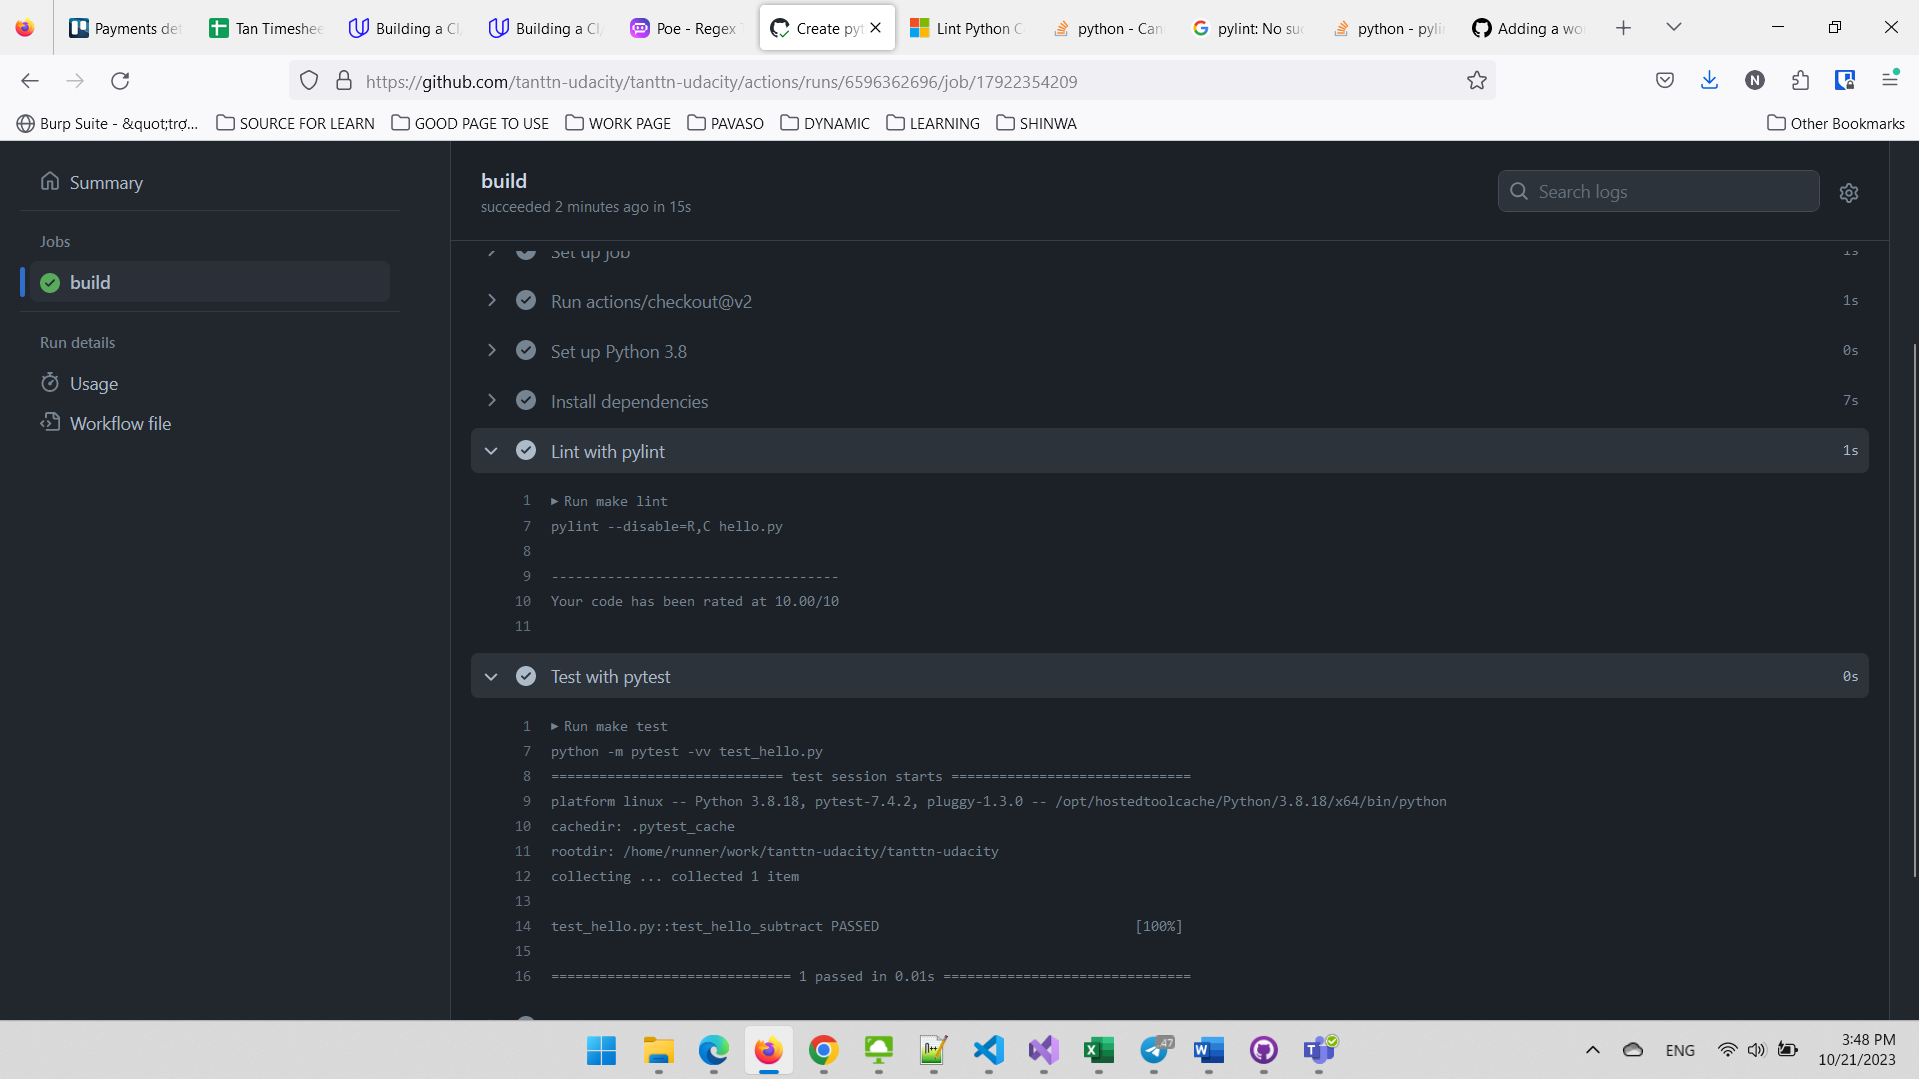 Payments det
Tan Timeshee
Building a Cl
Building a Cl
Poe - Regex T
Create pyt
Lint Python C
python - Can
pylint: No suc
python - pylin
Adding a wor
https://github.com/tanttn-udacity/tanttn-udacity/actions/runs/6596362696/job/17922354209
N
Burp Suite - &quot;trợ...
SOURCE FOR LEARN
GOOD PAGE TO USE
WORK PAGE
PAVASO
DYNAMIC
LEARNING
SHINWA
Other Bookmarks
Summary
Jobs
build
Run details
Usage
Workflow file
build
succeeded 2 minutes ago in 15s
Search logs
Set up job 1s
Run actions/checkout@v2 1s
Set up Python 3.8 0s
Install dependencies 7s
Lint with pylint 1s
1 ▶ Run make lint
7 pylint --disable=R,C hello.py
8
9 ------------------------------------
10 Your code has been rated at 10.00/10
11
Test with pytest 0s
1 ▶ Run make test
7 python -m pytest -vv test_hello.py
8 ============================= test session starts ==============================
9 platform linux -- Python 3.8.18, pytest-7.4.2, pluggy-1.3.0 -- /opt/hostedtoolcache/Python/3.8.18/x64/bin/python
10 cachedir: .pytest_cache
11 rootdir: /home/runner/work/tanttn-udacity/tanttn-udacity
12 collecting ... collected 1 item
13
14 test_hello.py::test_hello_subtract PASSED [100%]
15
16 ============================== 1 passed in 0.01s ===============================
47
ENG
3:48 PM
10/21/2023